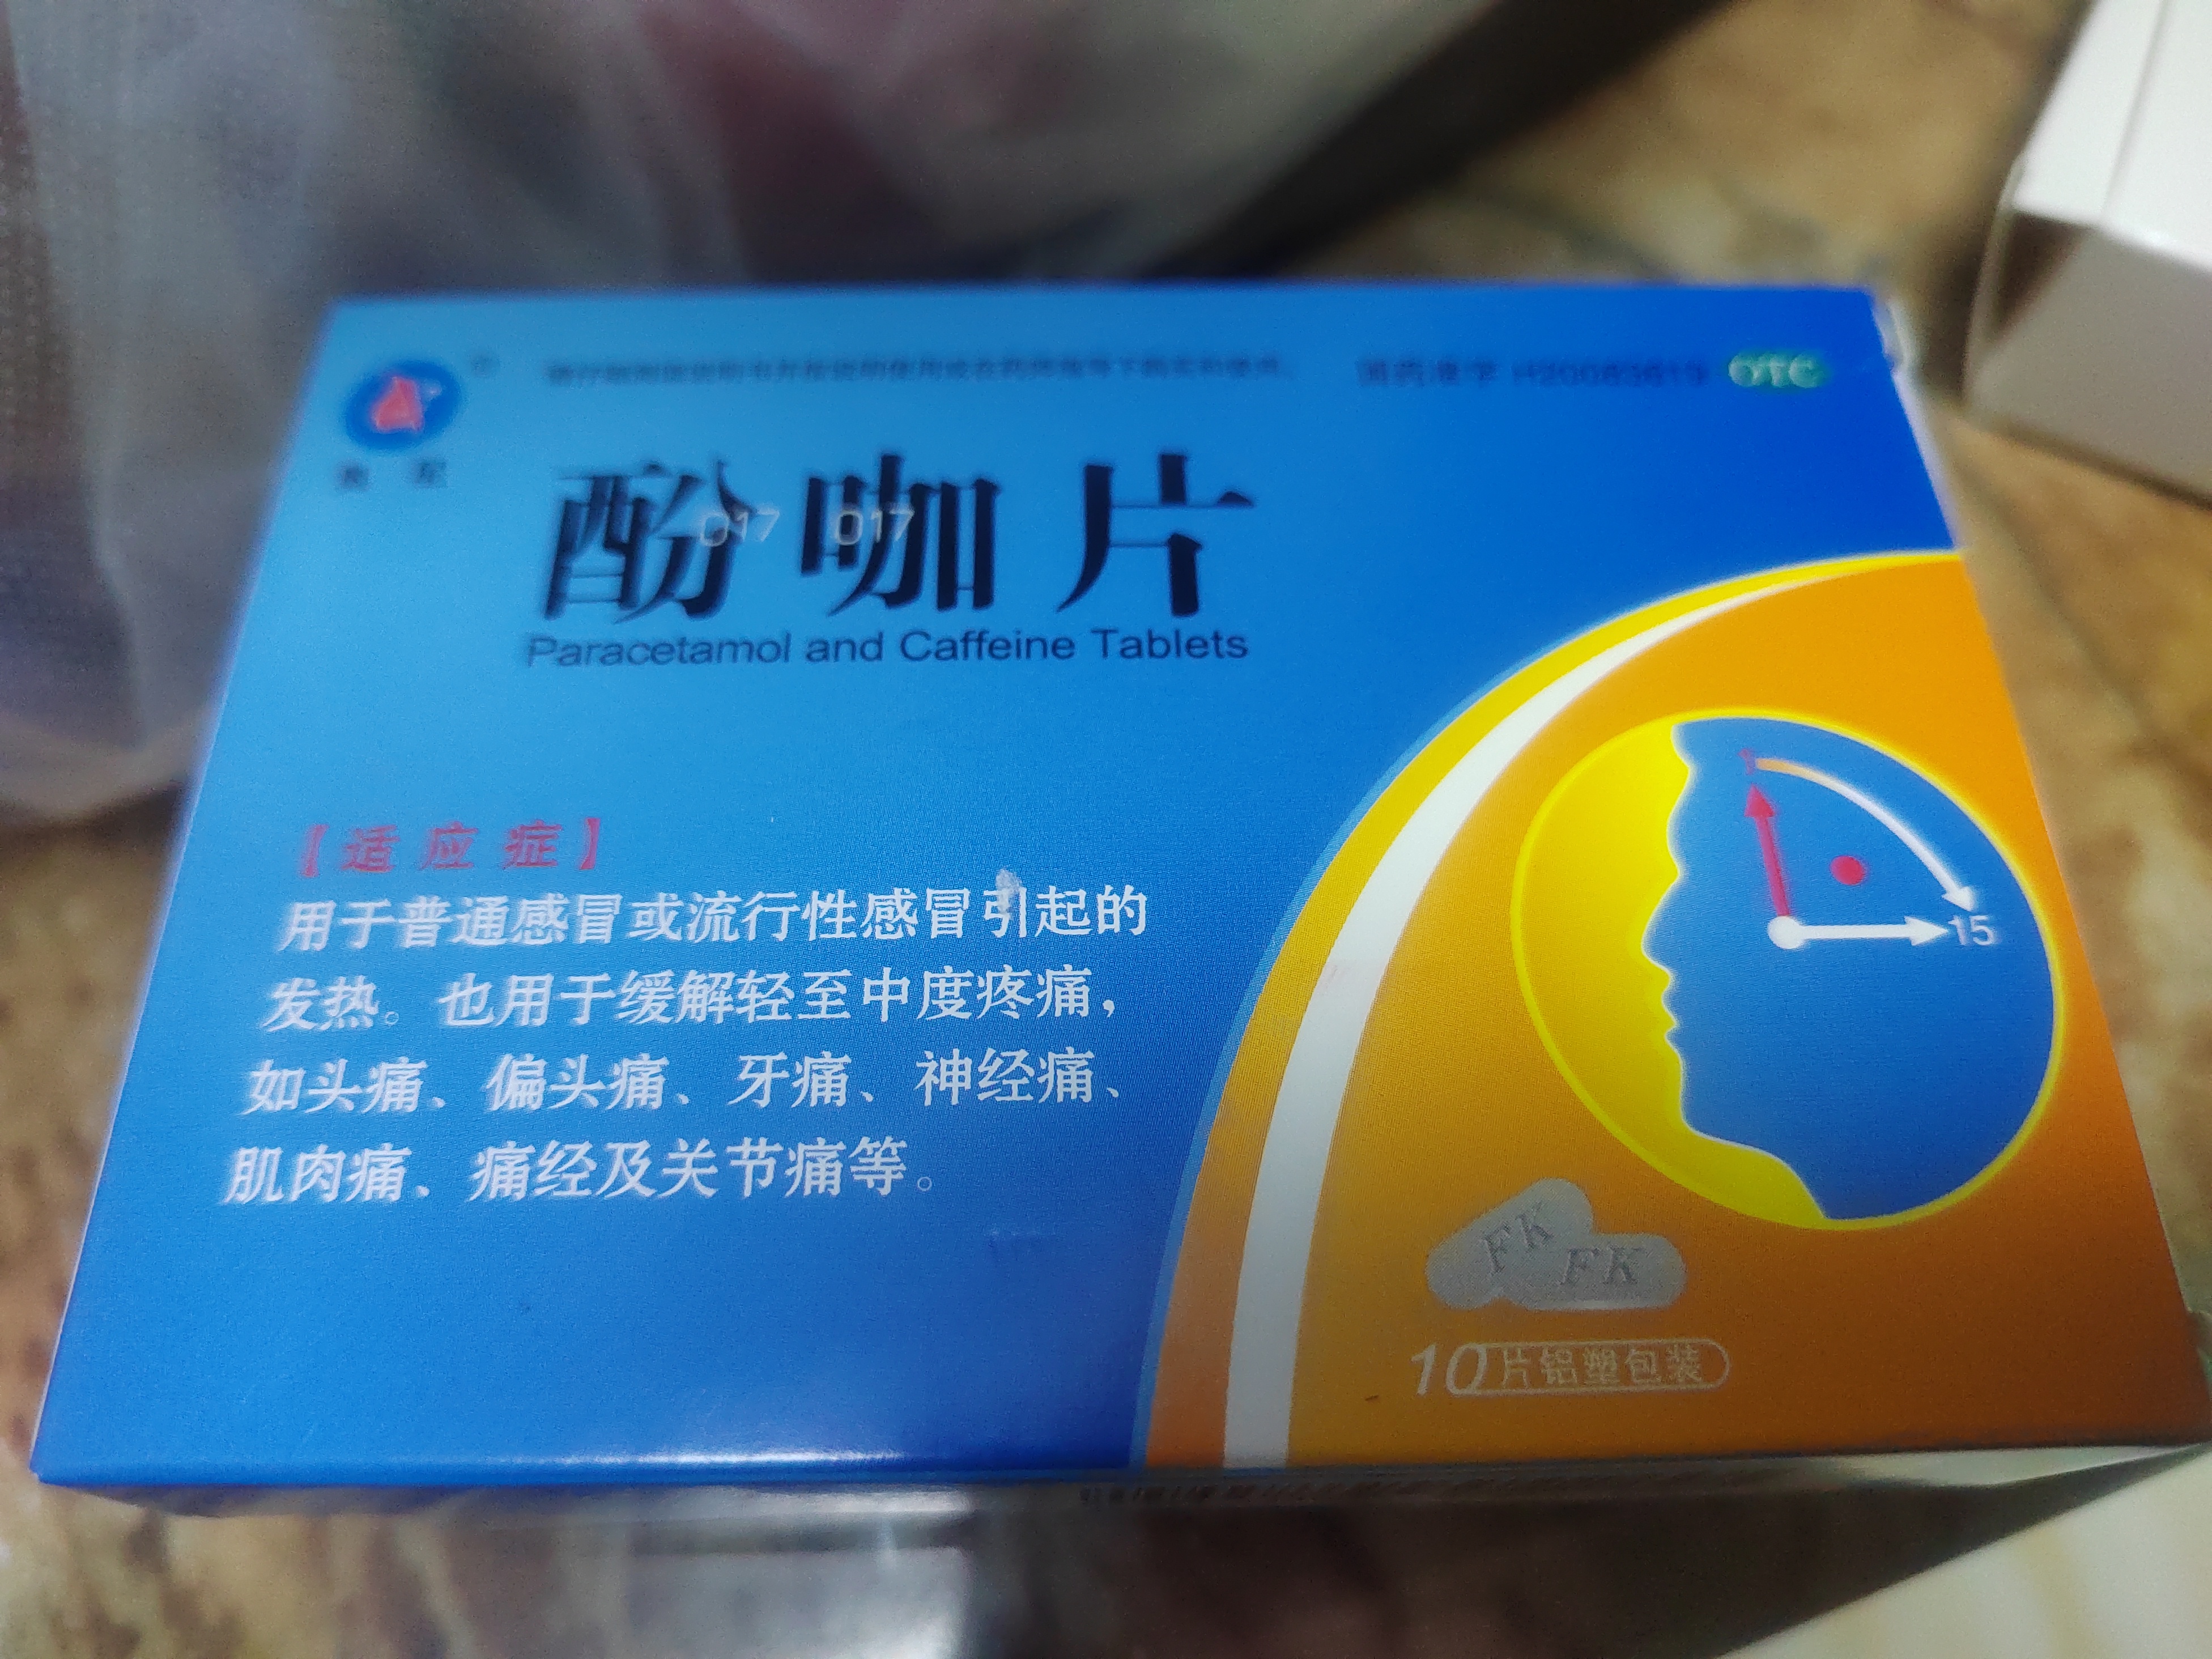 OTC
酚咖片
017 017
Paracetamol and Caffeine Tablets
【适应症】
用于普通感冒或流行性感冒引起的
发热。也用于缓解轻至中度疼痛，
如头痛、偏头痛、牙痛、神经痛、
肌肉痛、痛经及关节痛等。
15
FK
FK
10片铝塑包装